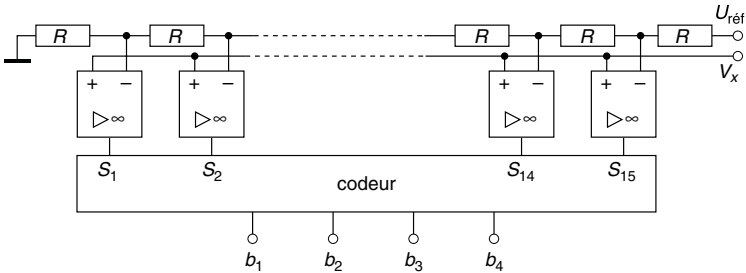 U_réf
R R R R R
V_x
+ − + − + − + −
▷∞ ▷∞ ▷∞ ▷∞
S_1 S_2 S_14 S_15
codeur
b_1 b_2 b_3 b_4